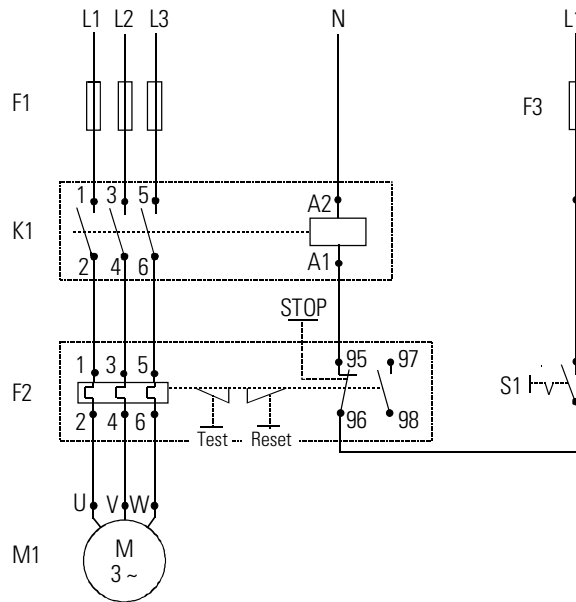 L1 L2 L3 N L1
F1 F3
1 3 5 A2
K1
2 4 6 A1
STOP
1 3 5 95 97
F2 S1
2 4 6 96 98
Test Reset
U V W
M1 M
3 ~